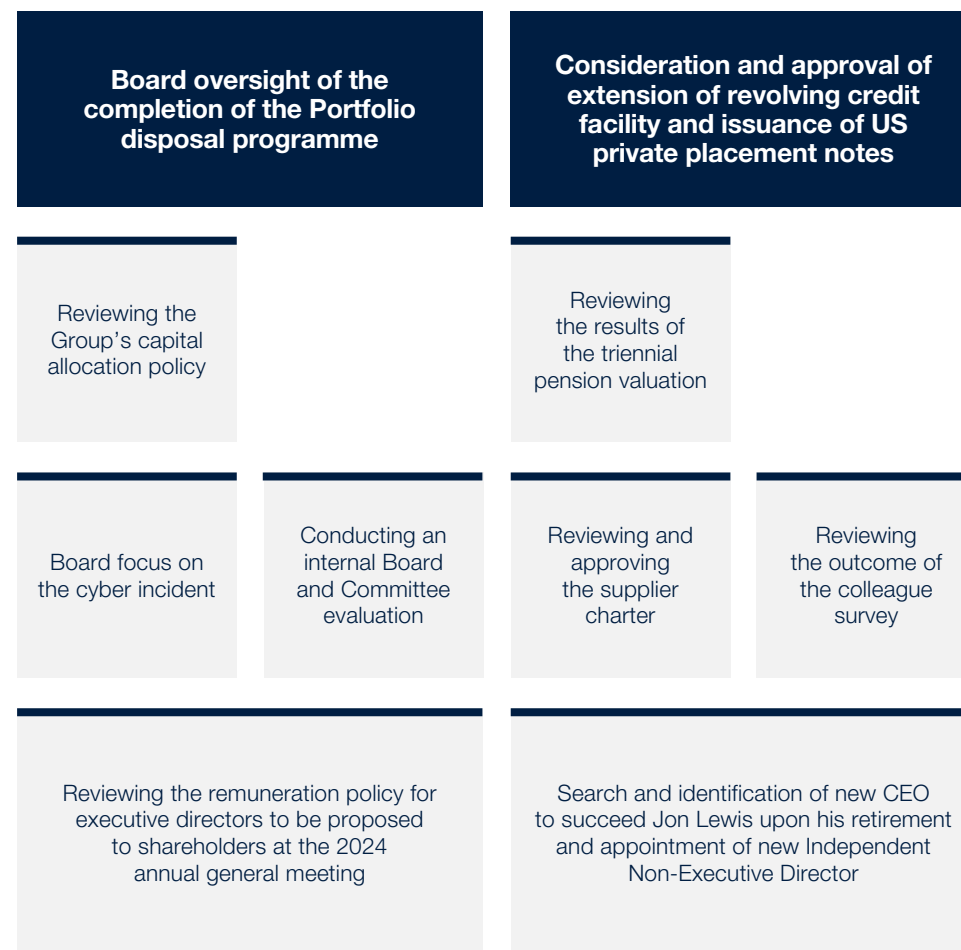 Board oversight of the
completion of the Portfolio
disposal programme
Consideration and approval of
extension of revolving credit
facility and issuance of US
private placement notes
Reviewing the
Group's capital
allocation policy
Reviewing
the results of
the triennial
pension valuation
Board focus on
the cyber incident
Conducting an
internal Board
and Committee
evaluation
Reviewing and
approving
the supplier
charter
Reviewing
the outcome of
the colleague
survey
Reviewing the remuneration policy for
executive directors to be proposed
to shareholders at the 2024
annual general meeting
Search and identification of new CEO
to succeed Jon Lewis upon his retirement
and appointment of new Independent
Non-Executive Director